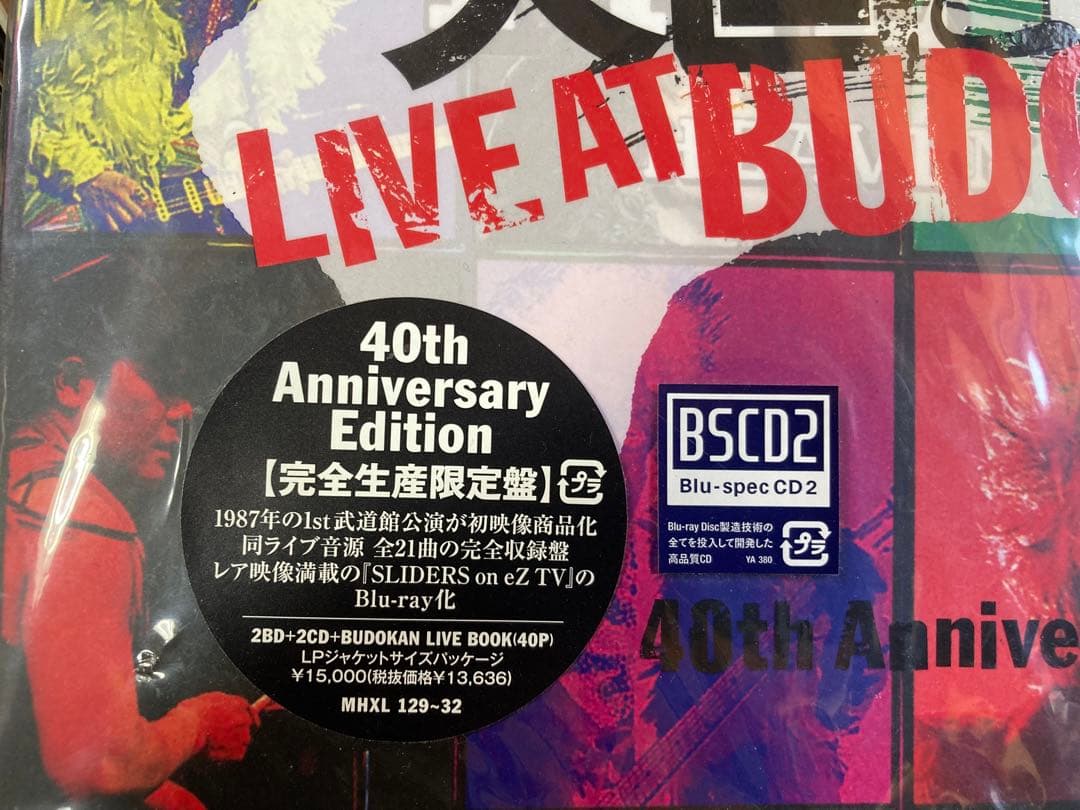 LIVE AT BUDO
40th
Anniversary
Edition
【完全生産限定盤】プラ
1987年の1st武道館公演が初映像商品化
同ライブ音源 全21曲の完全収録盤
レア映像満載の『SLIDERS on eZ TV』の
Blu-ray化
2BD+2CD+BUDOKAN LIVE BOOK(40P)
LPジャケットサイズパッケージ
¥15,000(税抜価格¥13,636)
MHXL 129~32
BSCD2
Blu-spec CD 2
Blu-ray Disc製造技術の
全てを投入して開発した
高品質CD YA 380
プラ
40th Annive